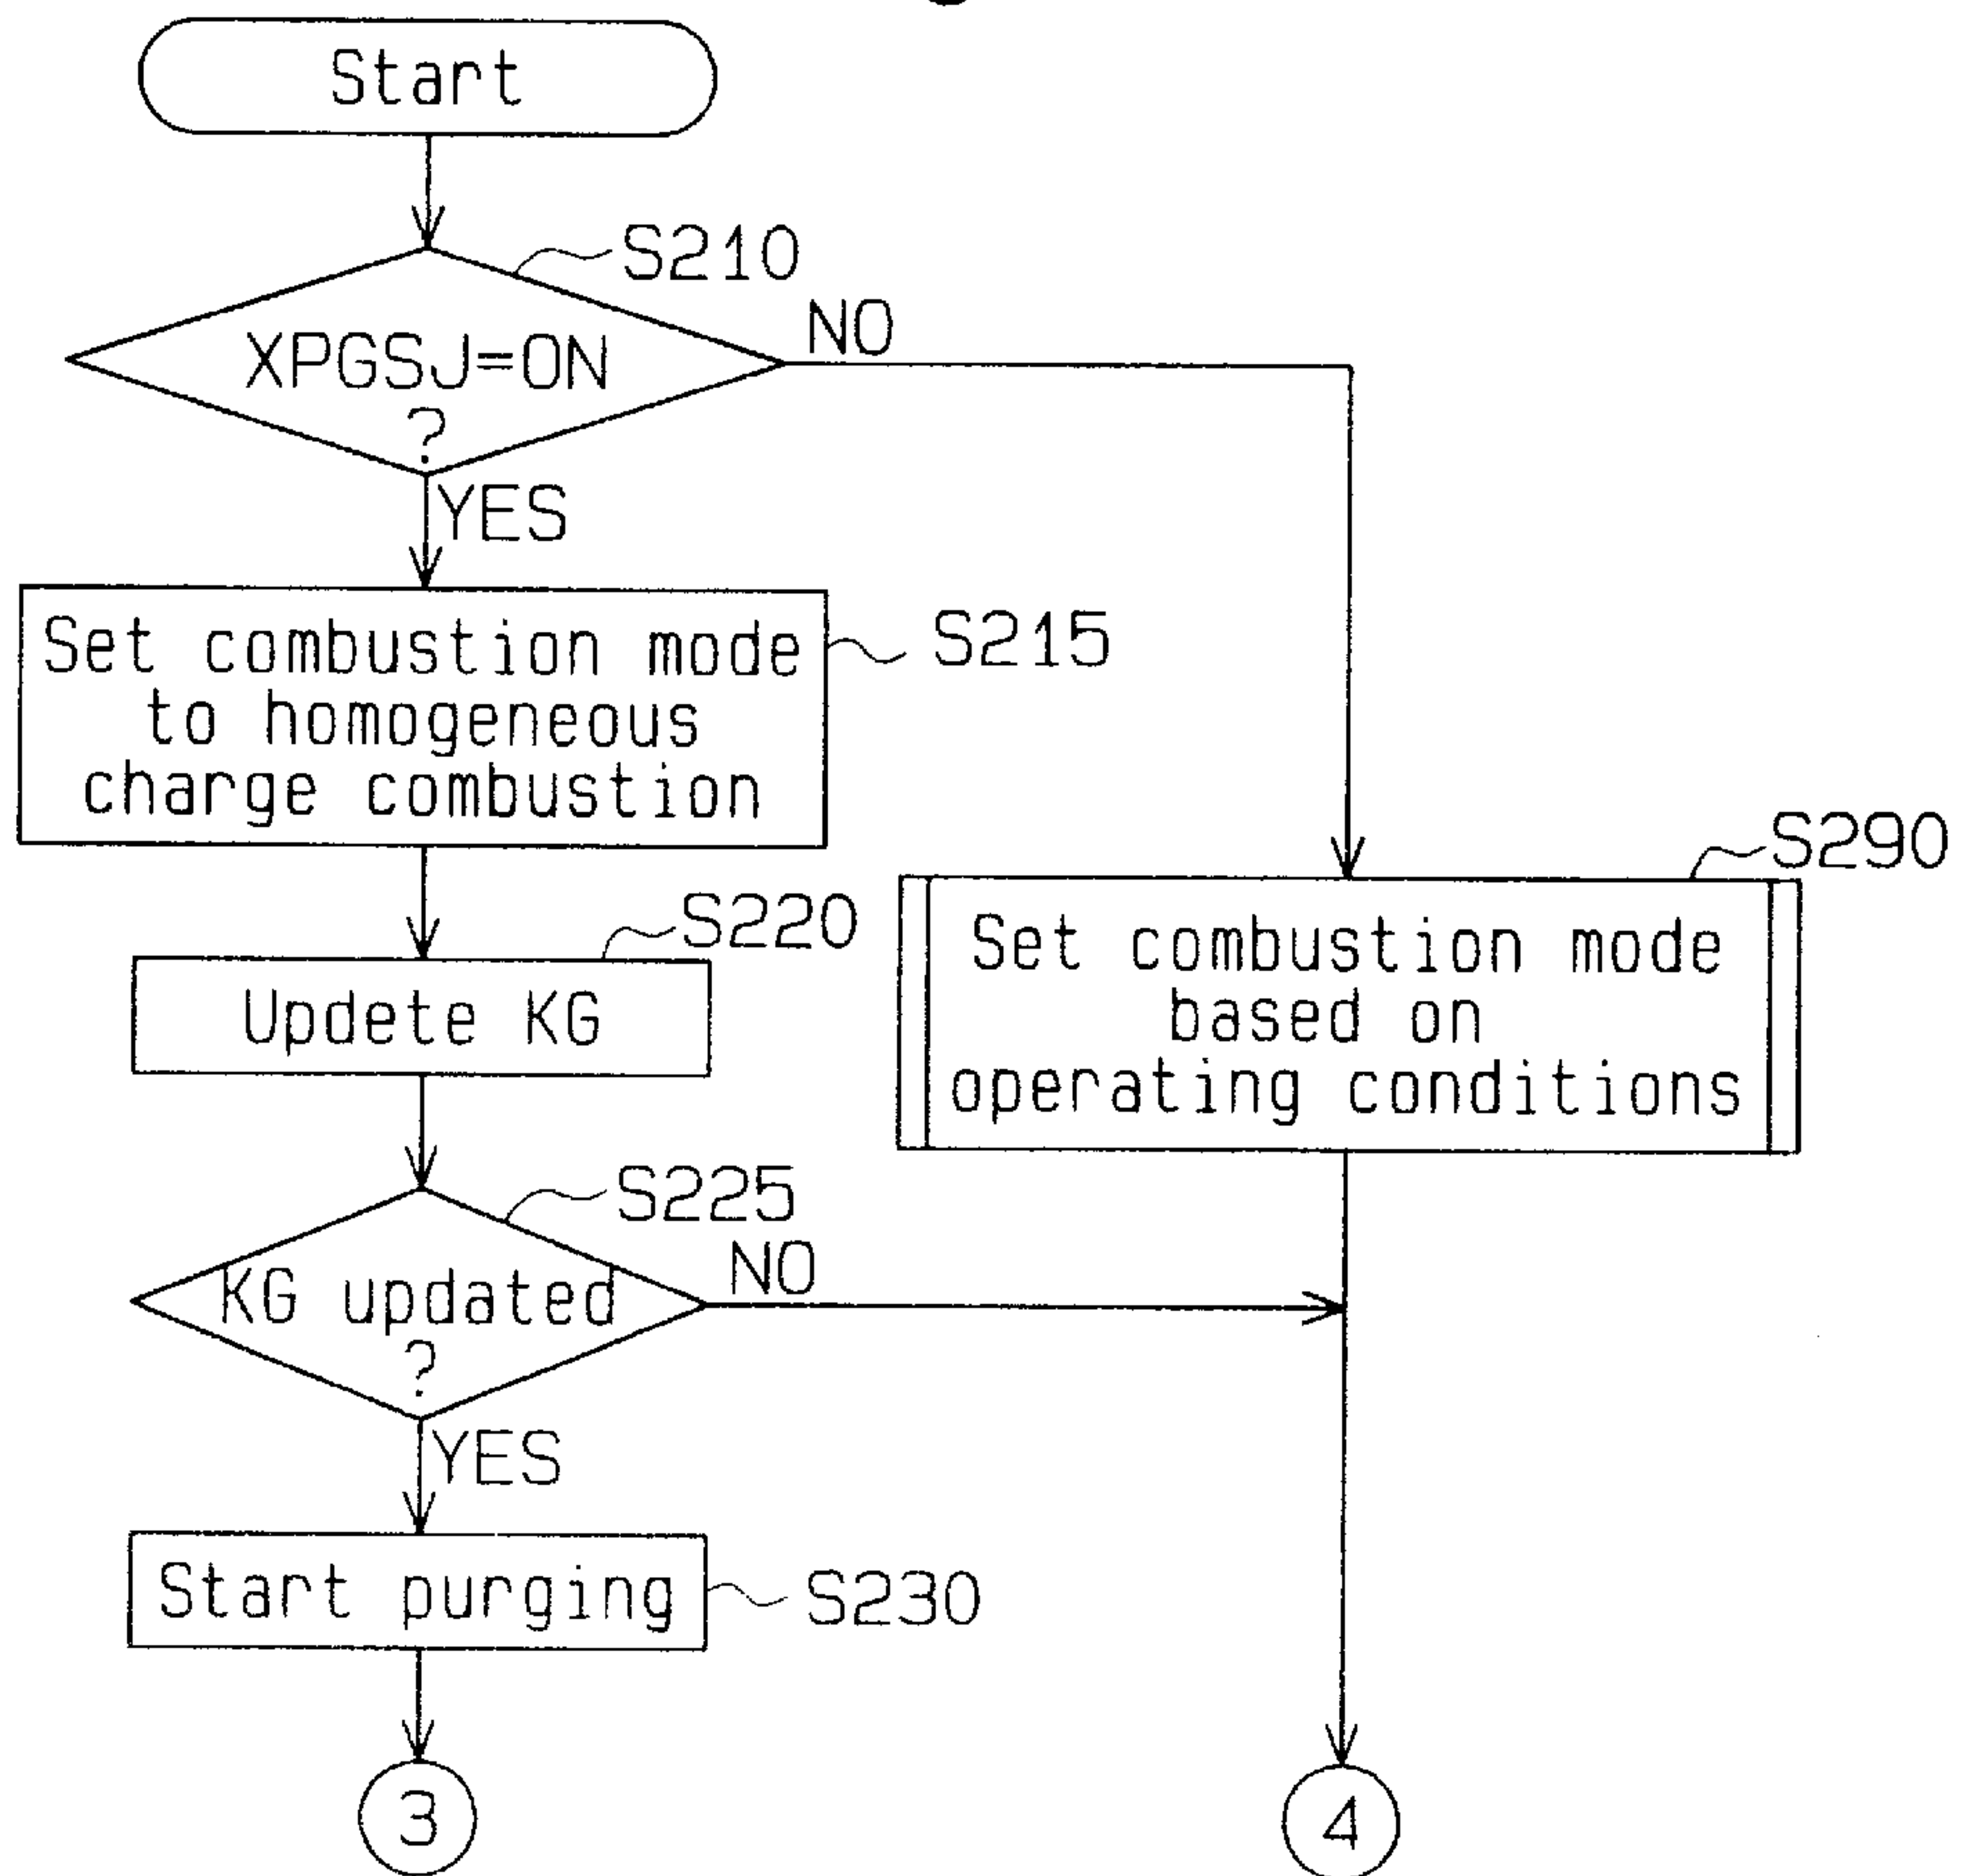 Start
S210
XPGSJ=ON
?
NO
YES
Set combustion mode
to homogeneous
charge combustion
S215
S220
Updete KG
S290
Set combustion mode
based on
operating conditions
S225
KG updated
?
NO
YES
Start purging
S230
3
4